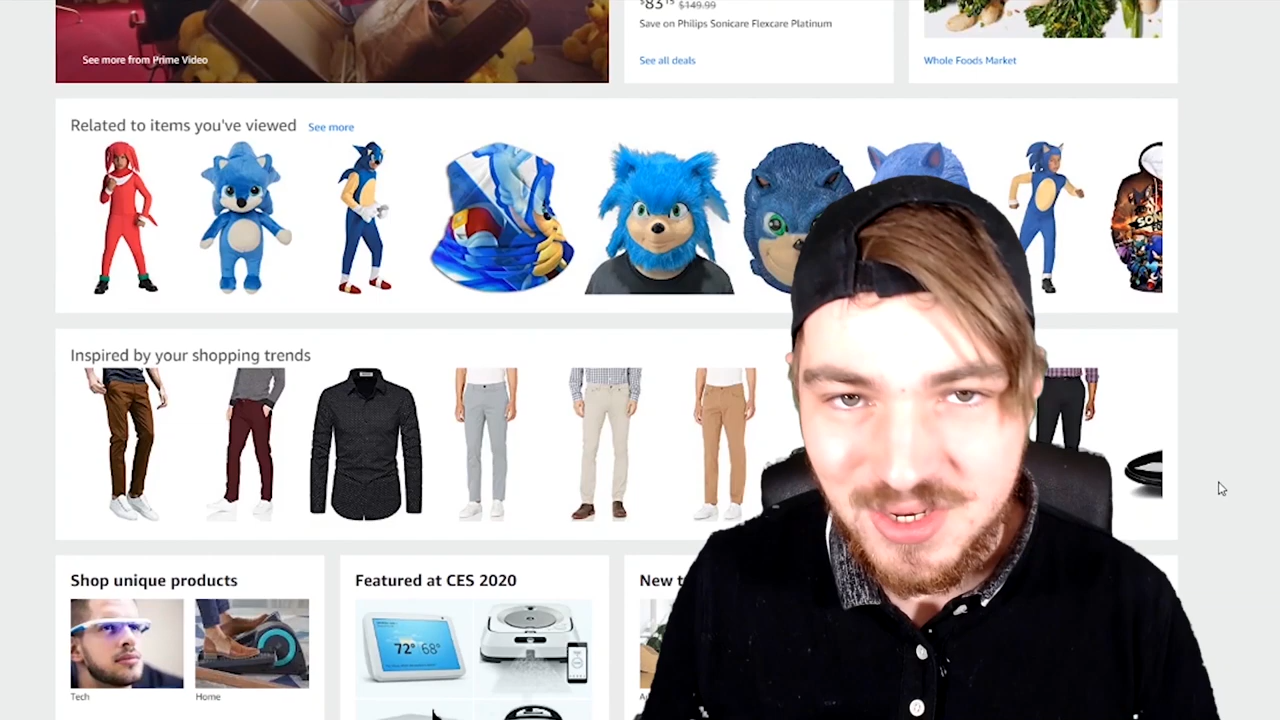 $83 15 $149.99
Save on Philips Sonicare Flexcare Platinum
See more from Prime Video
See all deals
Whole Foods Market
Related to items you've viewed See more
Inspired by your shopping trends
Shop unique products
Featured at CES 2020
New
72° 68°
Tech
Home